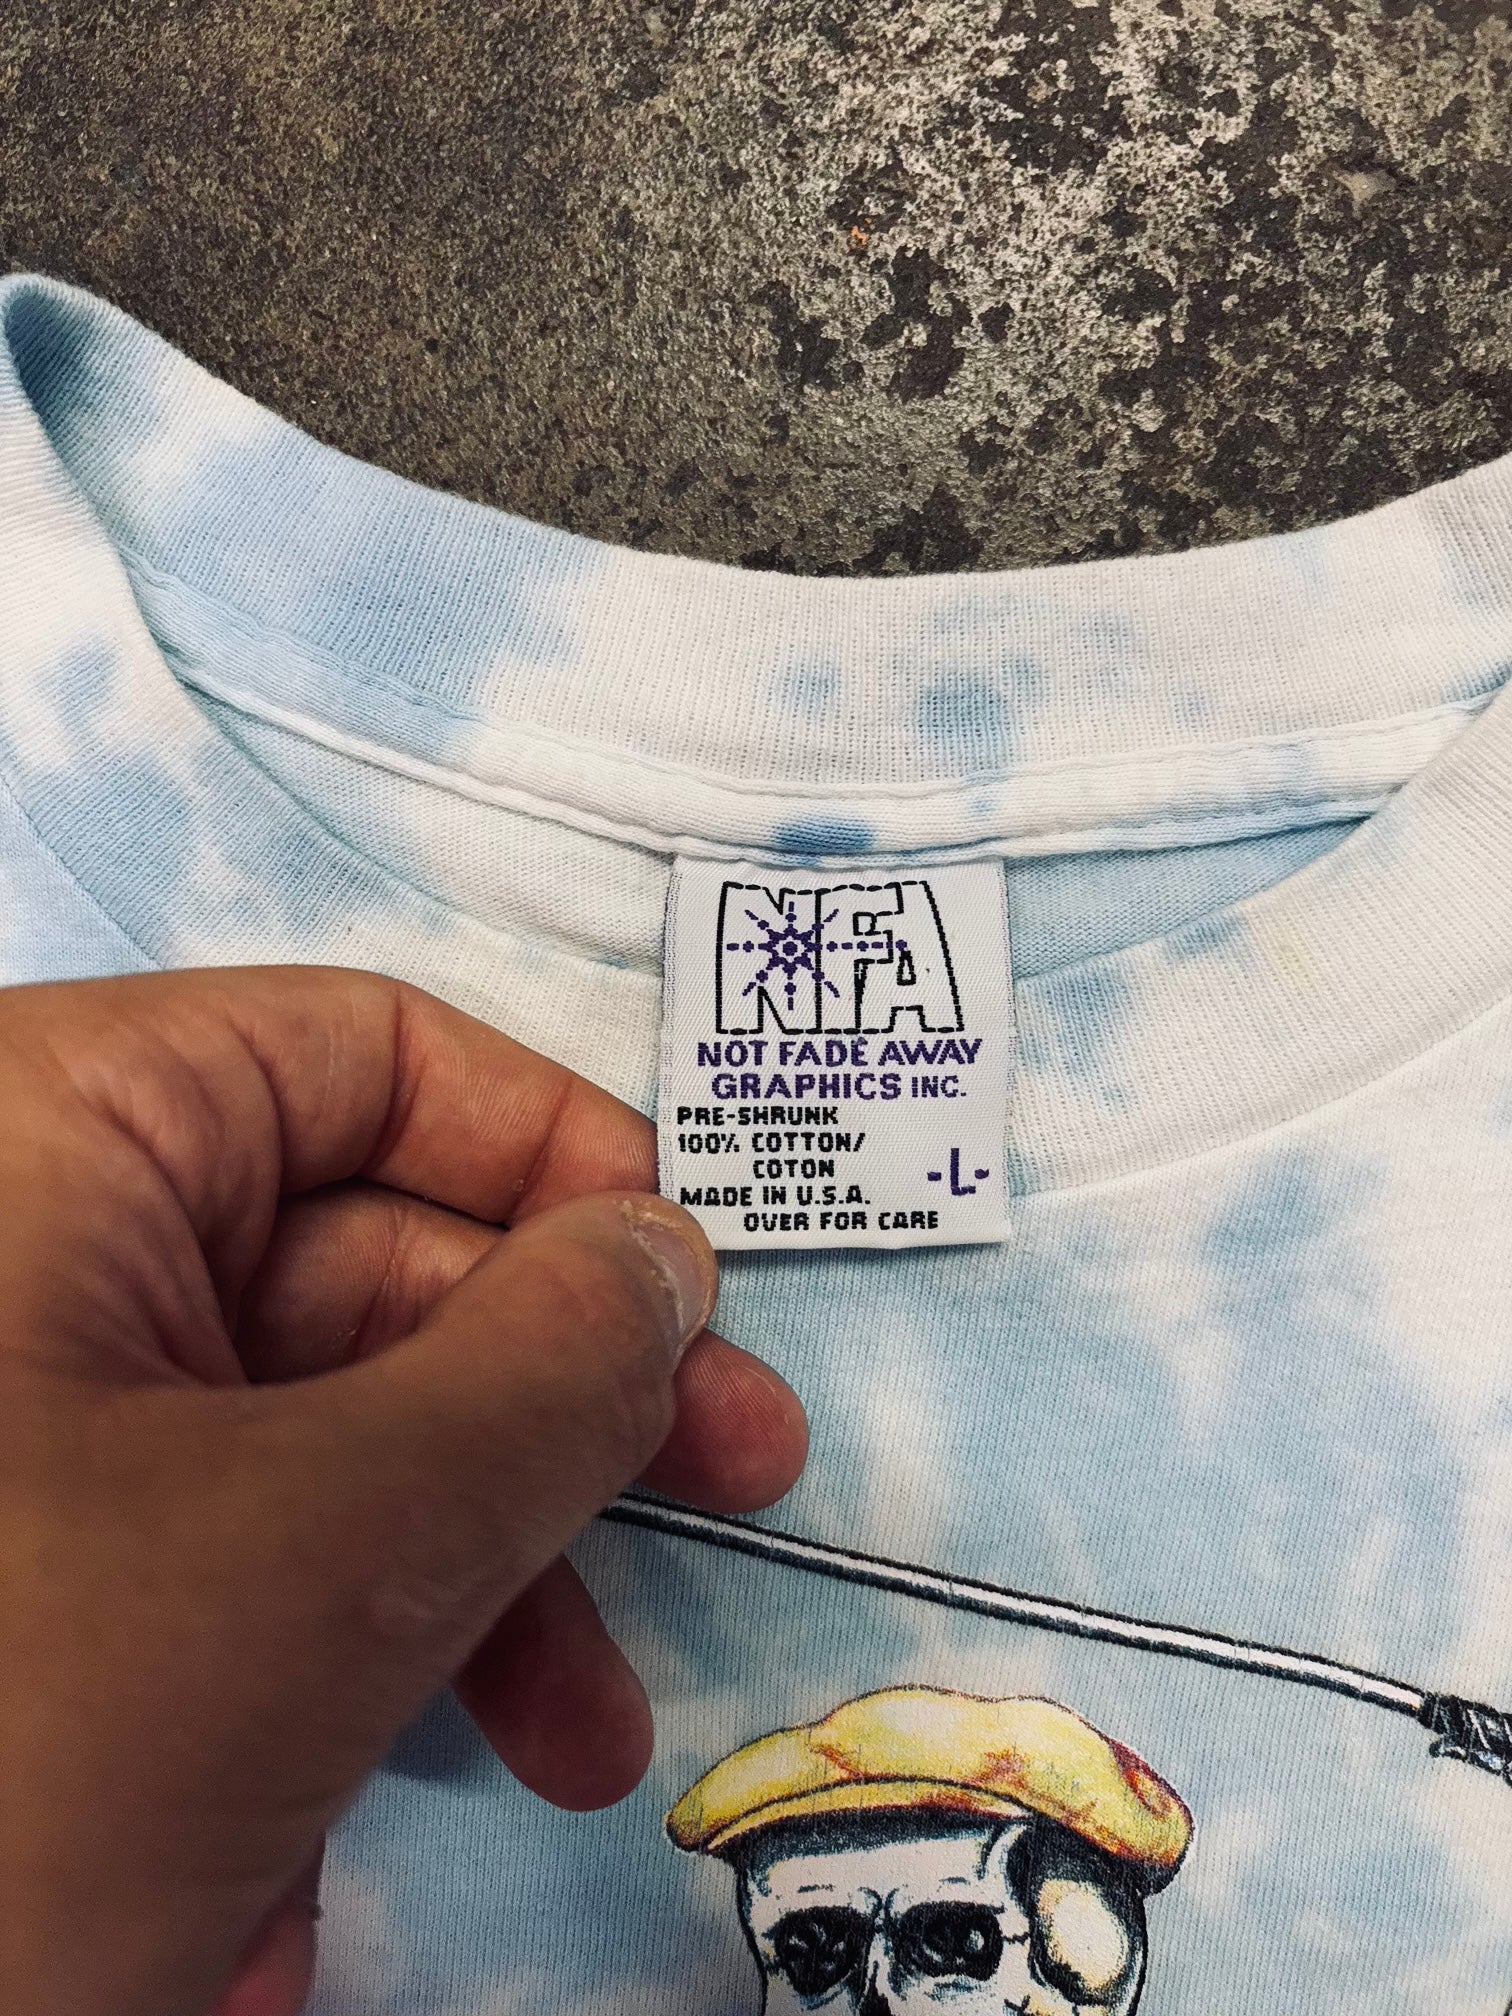 NFA
NOT FADE AWAY
GRAPHICS INC.
PRE-SHRUNK
100% COTTON/
COTON
-L-
MADE IN U.S.A.
OVER FOR CARE